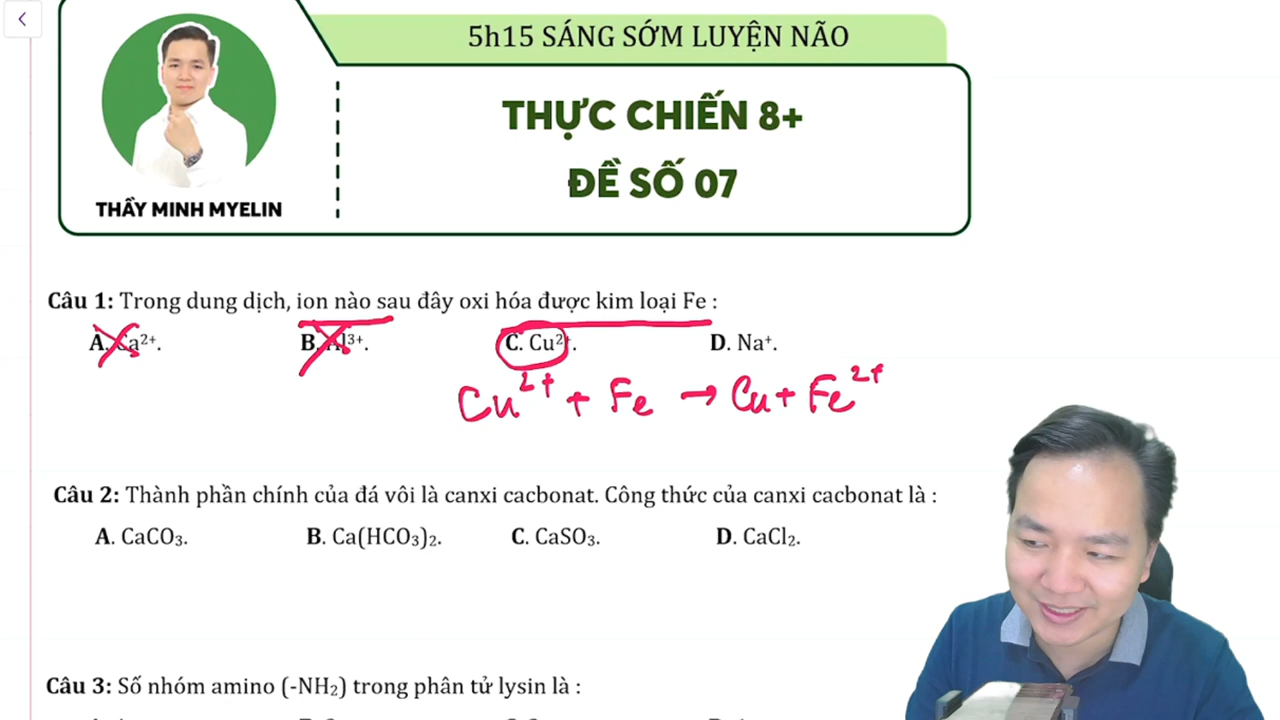 5h15 SÁNG SỚM LUYỆN NÃO
THỰC CHIẾN 8+
ĐỀ SỐ 07
THẦY MINH MYELIN
Câu 1: Trong dung dịch, ion nào sau đây oxi hóa được kim loại Fe :
A. Ca²⁺. B. Al³⁺. C. Cu²⁺. D. Na⁺.
Cu²⁺ + Fe → Cu + Fe²⁺
Câu 2: Thành phần chính của đá vôi là canxi cacbonat. Công thức của canxi cacbonat là :
A. CaCO₃. B. Ca(HCO₃)₂. C. CaSO₃. D. CaCl₂.
Câu 3: Số nhóm amino (-NH₂) trong phân tử lysin là :